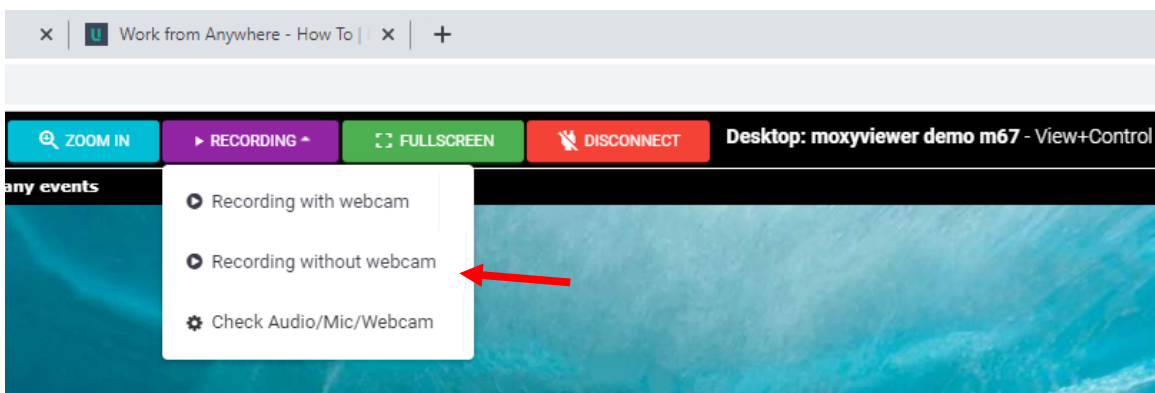 Work from Anywhere - How To |
ZOOM IN RECORDING FULLSCREEN DISCONNECT Desktop: moxyviewer demo m67 - View+Control
any events
Recording with webcam
Recording without webcam
Check Audio/Mic/Webcam